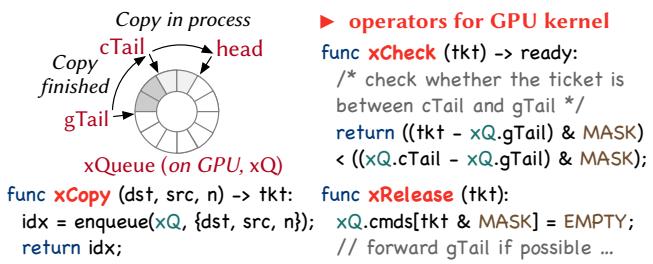 Copy in process
cTail
head
Copy
finished
gTail
xQueue (on GPU, xQ)
func xCopy (dst, src, n) -> tkt:
idx = enqueue(xQ, {dst, src, n});
return idx;
► operators for GPU kernel
func xCheck (tkt) -> ready:
/* check whether the ticket is
between cTail and gTail */
return ((tkt - xQ.gTail) & MASK)
< ((xQ.cTail - xQ.gTail) & MASK);
func xRelease (tkt):
xQ.cmds[tkt & MASK] = EMPTY;
// forward gTail if possible ...